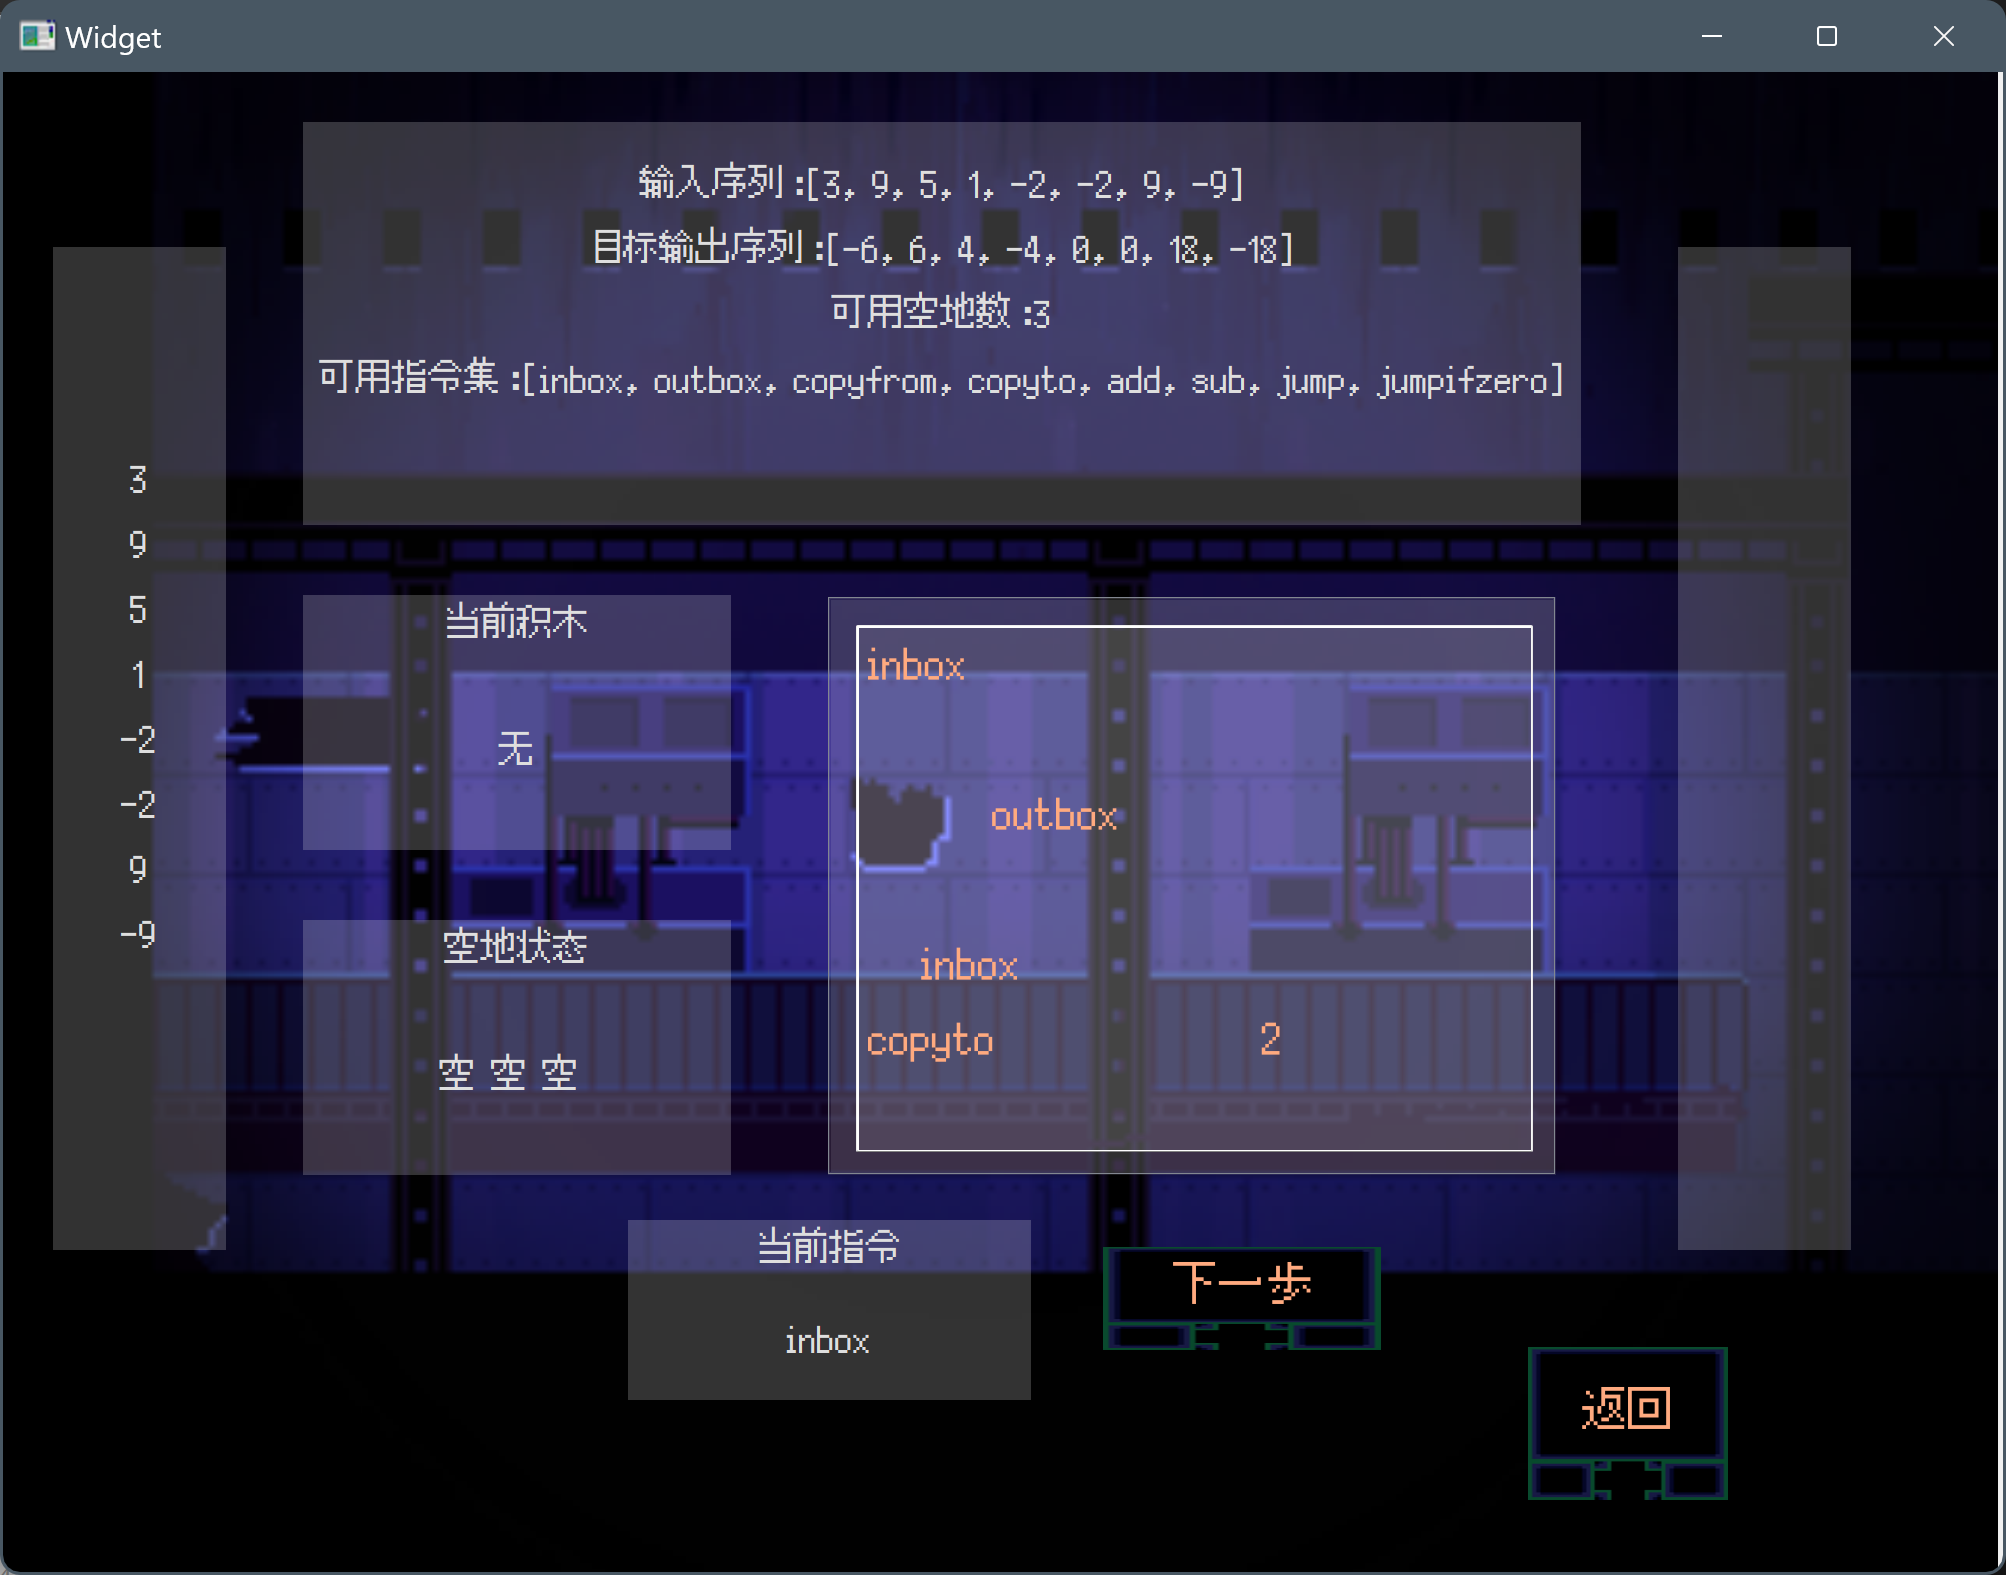 Widget
输入序列:[3, 9, 5, 1, -2, -2, 9, -9]
目标输出序列:[-6, 6, 4, -4, 0, 0, 18, -18]
可用空地数:3
可用指令集:[inbox, outbox, copyfrom, copyto, add, sub, jump, jumpifzero]
3
9
5
1
-2
-2
9
-9
当前积木
无
空地状态
空 空 空
inbox
outbox
inbox
copyto 2
当前指令
inbox
下一步
返回